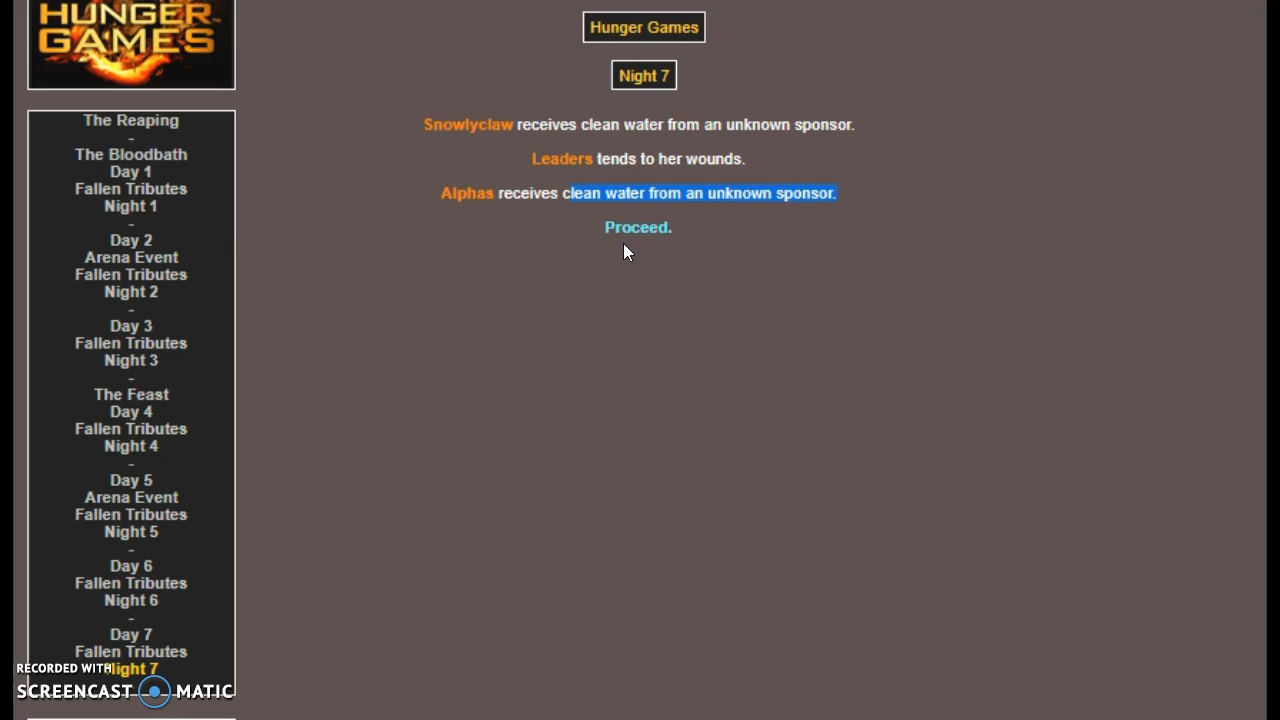 HUNGER
GAMES
Hunger Games
Night 7
Snowlyclaw receives clean water from an unknown sponsor.
Leaders tends to her wounds.
Alphas receives clean water from an unknown sponsor.
Proceed.
The Reaping
-
The Bloodbath
Day 1
Fallen Tributes
Night 1
-
Day 2
Arena Event
Fallen Tributes
Night 2
-
Day 3
Fallen Tributes
Night 3
-
The Feast
Day 4
Fallen Tributes
Night 4
-
Day 5
Arena Event
Fallen Tributes
Night 5
-
Day 6
Fallen Tributes
Night 6
-
Day 7
Fallen Tributes
Night 7
RECORDED WITH
SCREENCAST MATIC